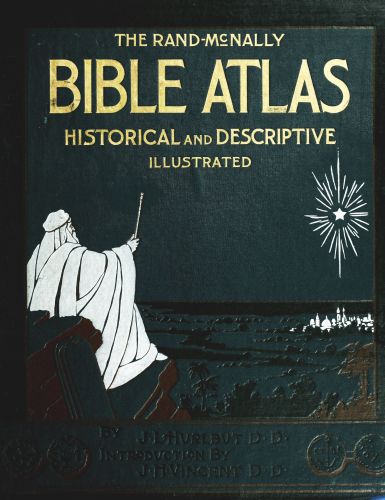 THE RAND-McNALLY
BIBLE ATLAS
HISTORICAL AND DESCRIPTIVE
ILLUSTRATED
BY J.L. HURLBUT D.D.
INTRODUCTION BY
J.H. VINCENT D.D.